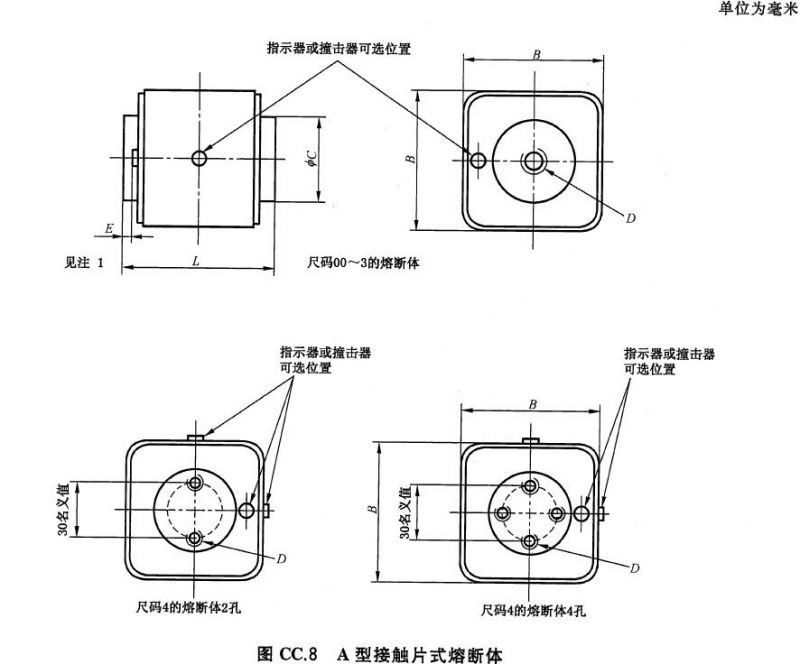 单位为毫米
指示器或撞击器可选位置
B
B
φC
D
E
L
见注 1
尺码00～3的熔断体
指示器或撞击器
可选位置
指示器或撞击器
可选位置
B
B
30名义值
30名义值
D
D
尺码4的熔断体2孔
尺码4的熔断体4孔
图 CC.8 A 型接触片式熔断体